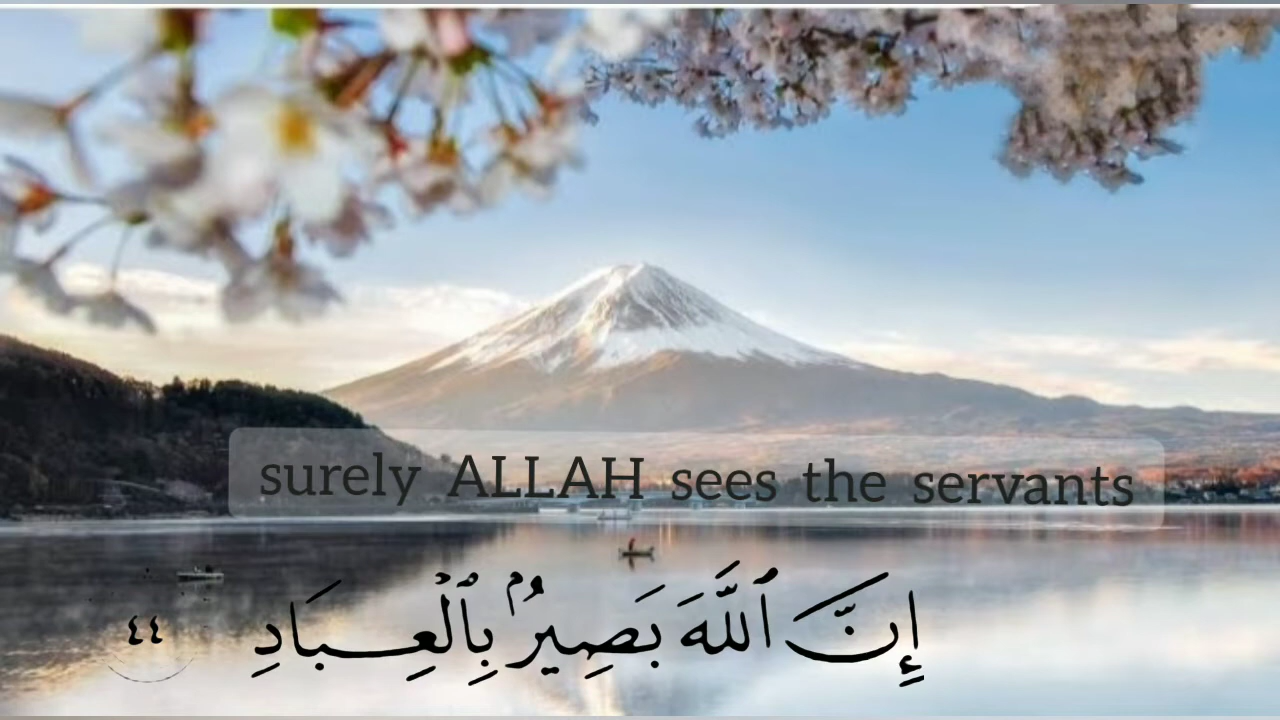 surely ALLAH sees the servants
إِنَّ ٱللَّهَ بَصِيرُۢ بِٱلْعِبَادِ ٤٤